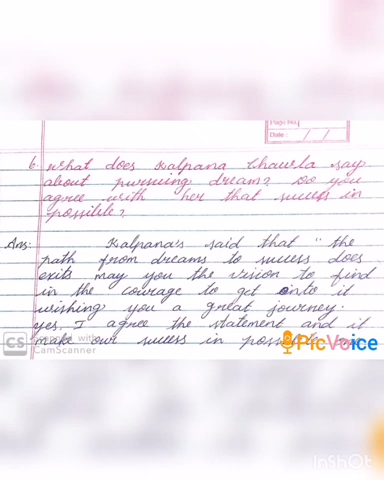 Page No.
Date: / /
6. What does Kalpana Chawla say
about pursuing dream? Do you
agree with her that success in
possible?
Ans: Kalpana's said that "the
path from dreams to success does
exits may you the vision to find
in the courage to get onto it
wishing you a great journey.
yes, I agree the statement and it
make our success in possible
CS
CamScanner
PicVoice
InShOt